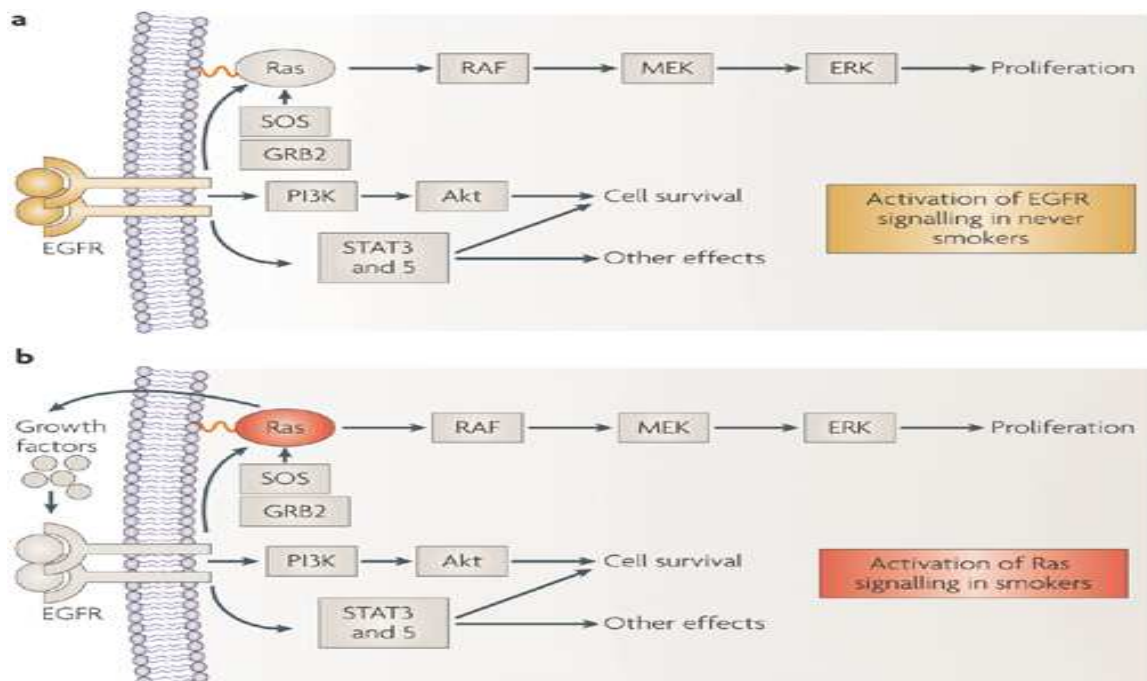 a
Ras
RAF
MEK
ERK
Proliferation
SOS
GRB2
PI3K
Akt
Cell survival
EGFR
STAT3
and 5
Other effects
Activation of EGFR
signalling in never
smokers
b
Growth
factors
Ras
RAF
MEK
ERK
Proliferation
SOS
GRB2
PI3K
Akt
Cell survival
EGFR
STAT3
and 5
Other effects
Activation of Ras
signalling in smokers